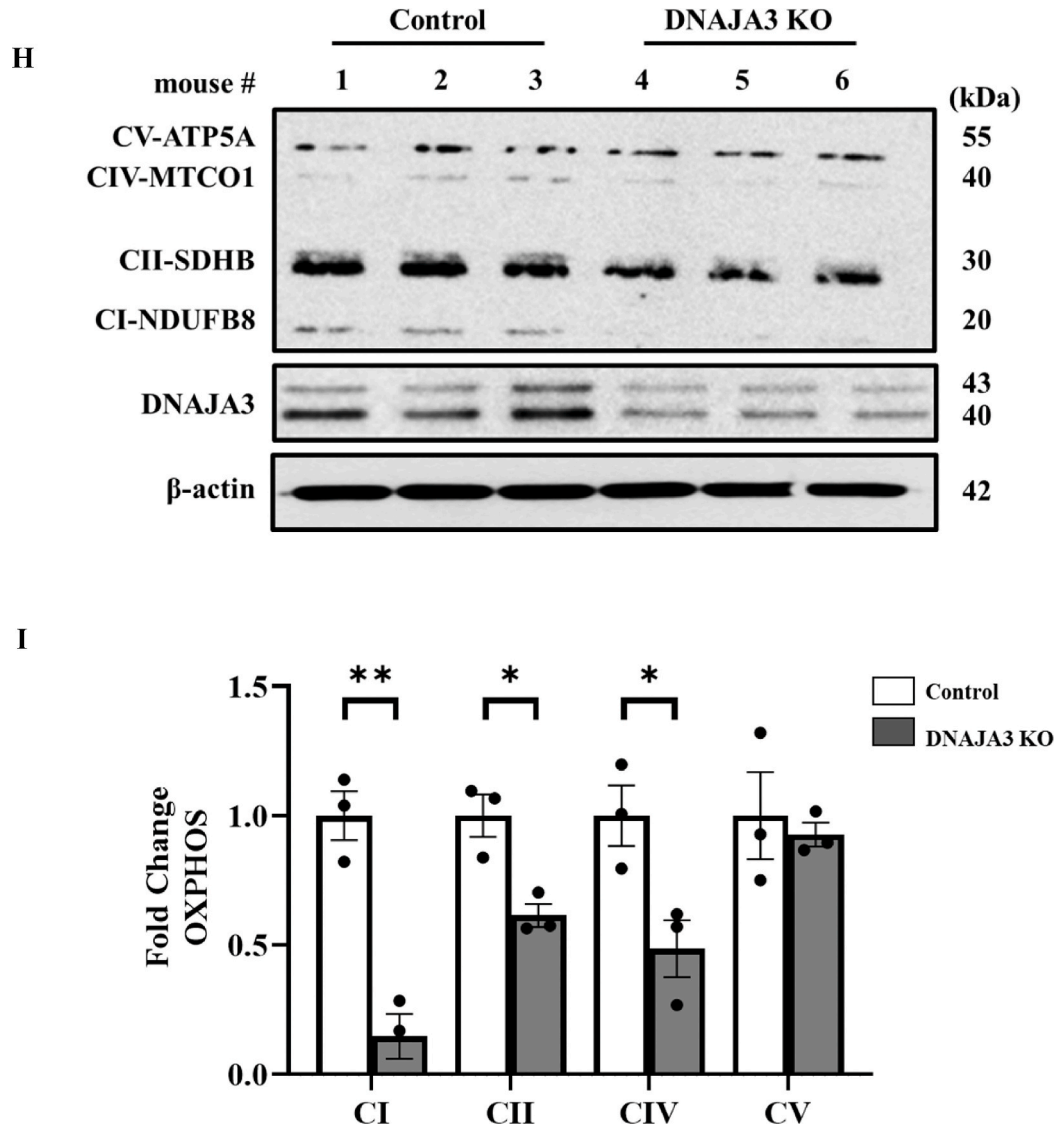 Control DNAJA3 KO
H
mouse # 1 2 3 4 5 6 (kDa)
CV-ATP5A 55
CIV-MTCO1 40
CII-SDHB 30
CI-NDUFB8 20
DNAJA3 43
40
β-actin 42
I
** * *
Control
DNAJA3 KO
Fold Change
OXPHOS
1.5
1.0
0.5
0.0
CI CII CIV CV